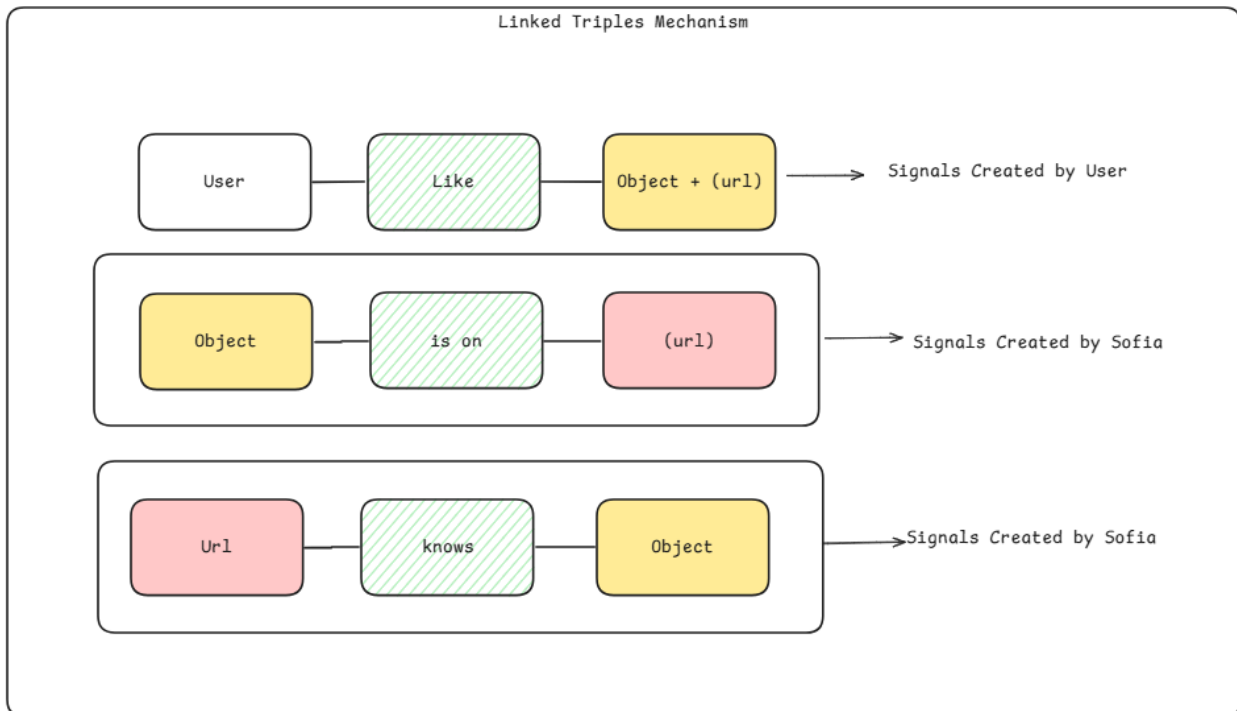 Linked Triples Mechanism
User
Like
Object + (url)
Signals Created by User
Object
is on
(url)
Signals Created by Sofia
Url
knows
Object
Signals Created by Sofia